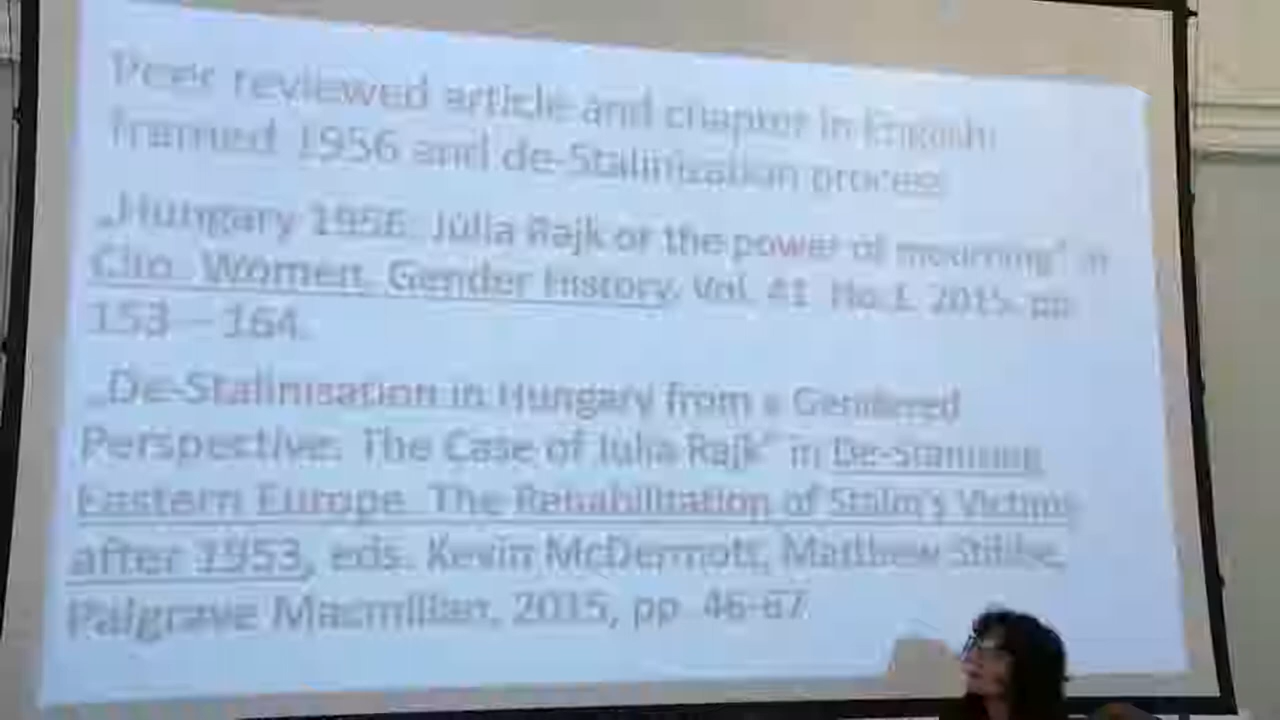 Peer reviewed article and chapter in English:
framed 1956 and de-Stalinization process
„Hungary 1956. Júlia Rajk or the power of mourning” in
Clio. Women, Gender History. Vol. 41 No.1. 2015. pp
153 – 164.
„De-Stalinisation in Hungary from a Gendered
Perspective. The Case of Júlia Rajk” in De-Stalinising
Eastern Europe. The Rehabilitation of Stalin's Victims
after 1953, eds. Kevin McDermott, Matthew Stibbe,
Palgrave Macmillan, 2015, pp. 46-67